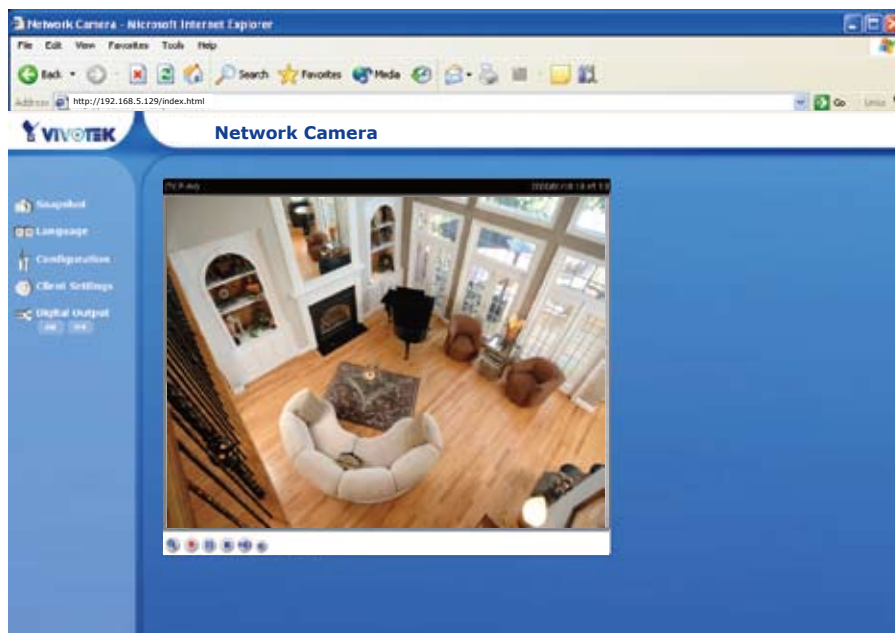 Network Camera - Microsoft Internet Explorer
File Edit View Favorites Tools Help
Back Search Favorites Media
Address http://192.168.5.129/index.html Go Links
VIVOTEK Network Camera
Snapshot
Language
Configuration
Client Settings
Digital Output